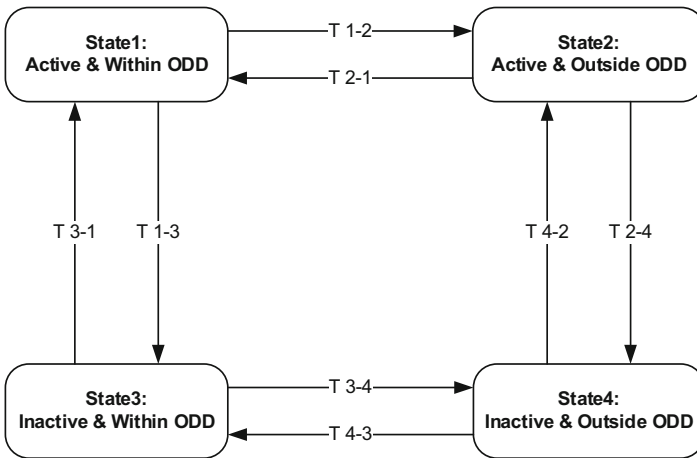 State1:
Active & Within ODD
T 1-2
T 2-1
State2:
Active & Outside ODD
T 3-1
T 1-3
T 4-2
T 2-4
State3:
Inactive & Within ODD
T 3-4
T 4-3
State4:
Inactive & Outside ODD